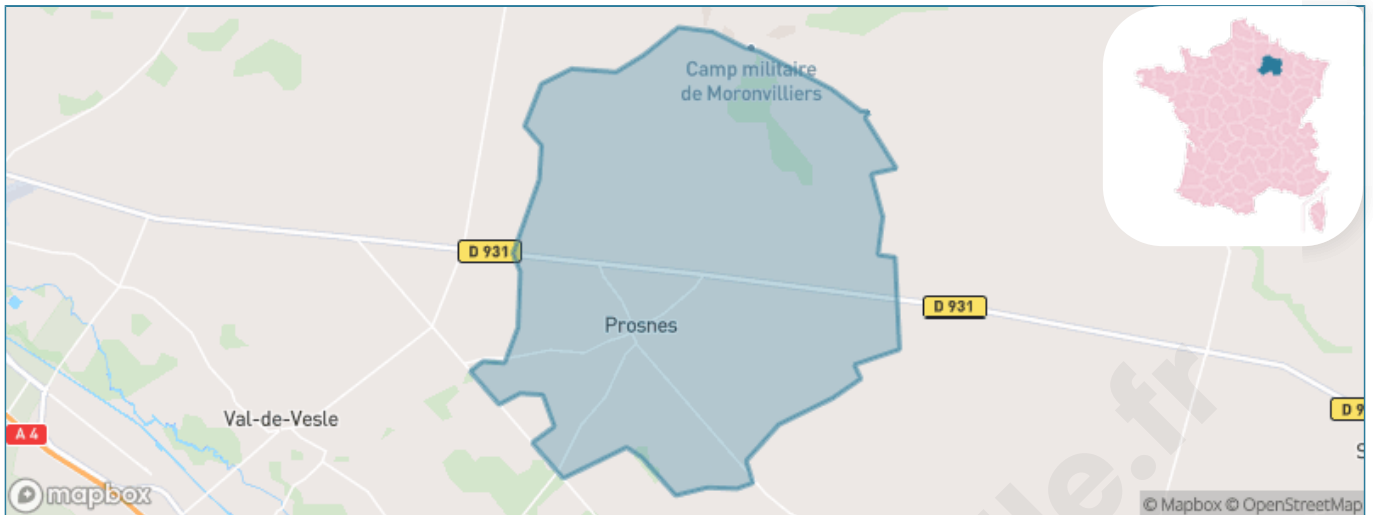 Camp militaire
de Moronvilliers
D 931
D 931
Prosnes
D 9
Val-de-Vesle
A 4
mapbox
© Mapbox © OpenStreetMap